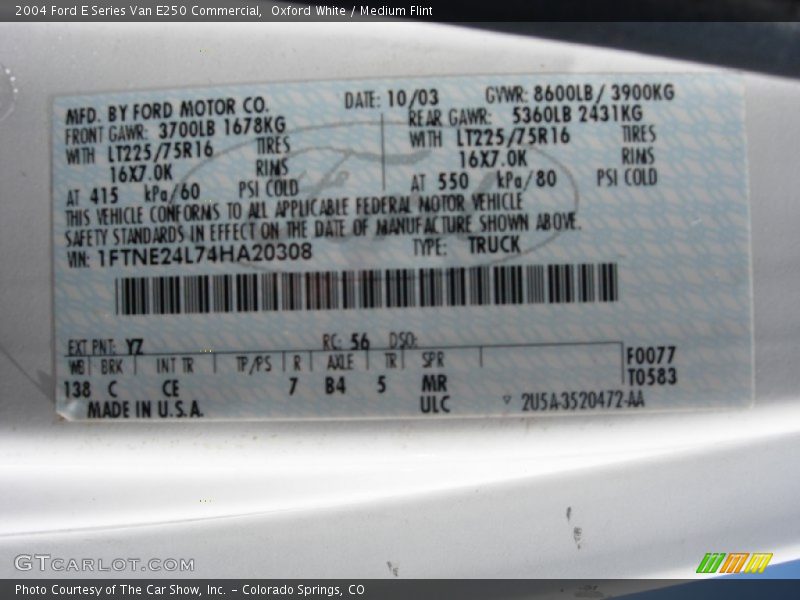 2004 Ford E Series Van E250 Commercial, Oxford White / Medium Flint
MFD. BY FORD MOTOR CO. DATE: 10/03 GVWR: 8600LB/ 3900KG
FRONT GAWR: 3700LB 1678KG REAR GAWR: 5360LB 2431KG
WITH LT225/75R16 TIRES WITH LT225/75R16 TIRES
16X7.0K RIMS 16X7.0K RIMS
AT 415 kPa/60 PSI COLD AT 550 kPa/80 PSI COLD
THIS VEHICLE CONFORMS TO ALL APPLICABLE FEDERAL MOTOR VEHICLE
SAFETY STANDARDS IN EFFECT ON THE DATE OF MANUFACTURE SHOWN ABOVE.
VIN: 1FTNE24L74HA20308 TYPE: TRUCK
EXT PNT: YZ RC: 56 DSO:
WB BRK INT TR TP/PS R AXLE TR SPR F0077
138 C CE 7 B4 5 MR T0583
MADE IN U.S.A. ULC 2U5A-3520472-AA
GTCARLOT.COM
Photo Courtesy of The Car Show, Inc. – Colorado Springs, CO